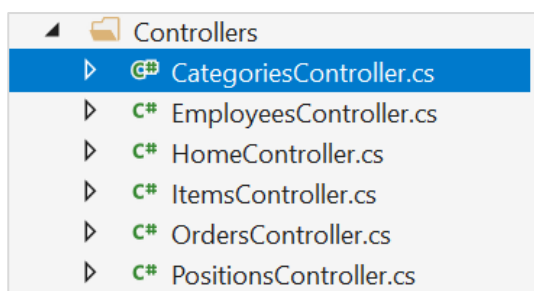 Controllers
C# CategoriesController.cs
C# EmployeesController.cs
C# HomeController.cs
C# ItemsController.cs
C# OrdersController.cs
C# PositionsController.cs